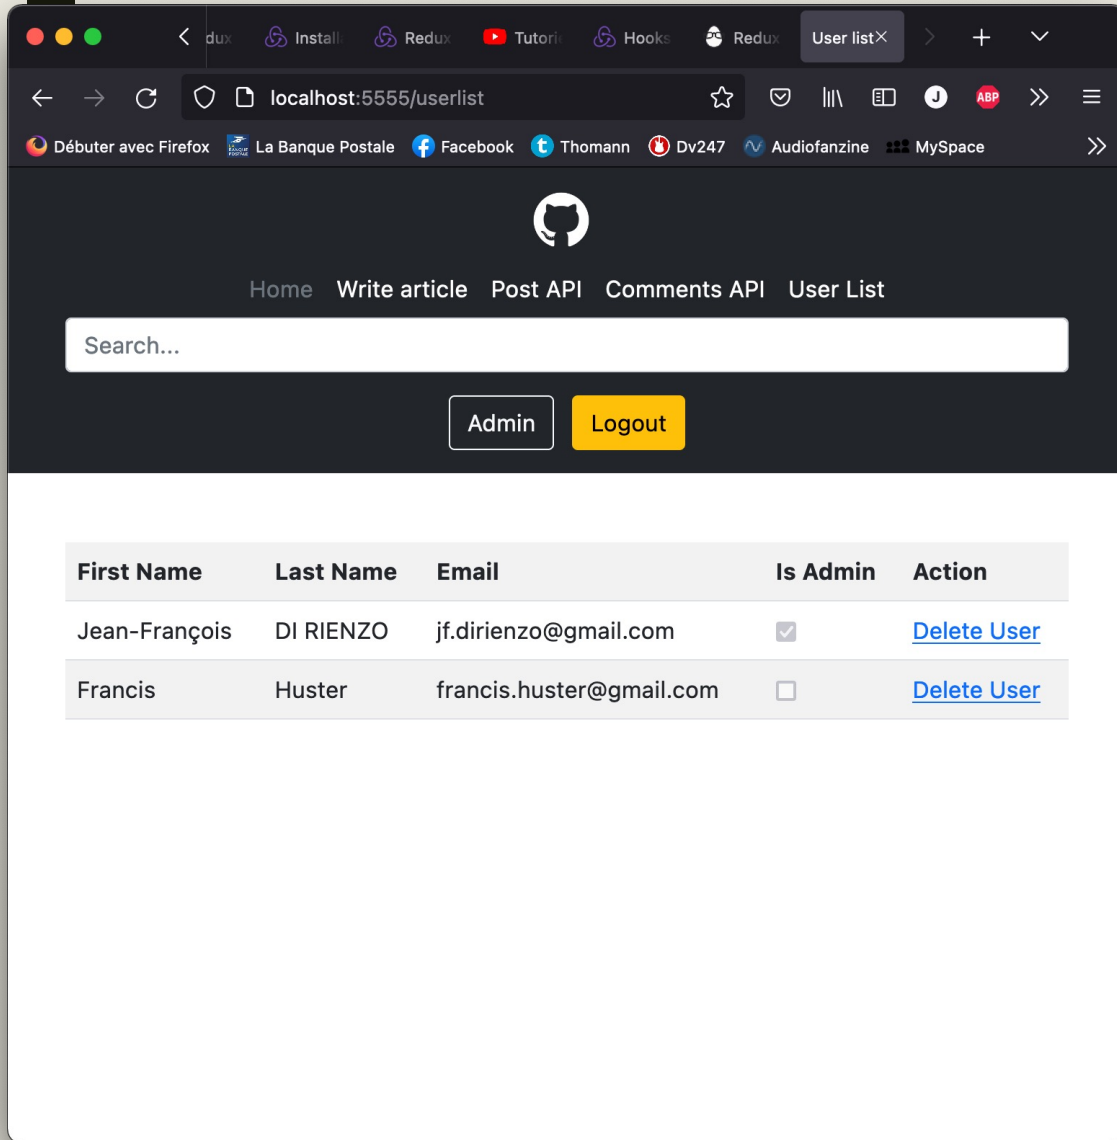 dux Install Redux Tutori Hooks Redux User list
localhost:5555/userlist J ABP
Débuter avec Firefox La Banque Postale Facebook Thomann Dv247 Audiofanzine MySpace
Home Write article Post API Comments API User List
Search...
Admin Logout
First Name Last Name Email Is Admin Action
Jean-François DI RIENZO jf.dirienzo@gmail.com Delete User
Francis Huster francis.huster@gmail.com Delete User